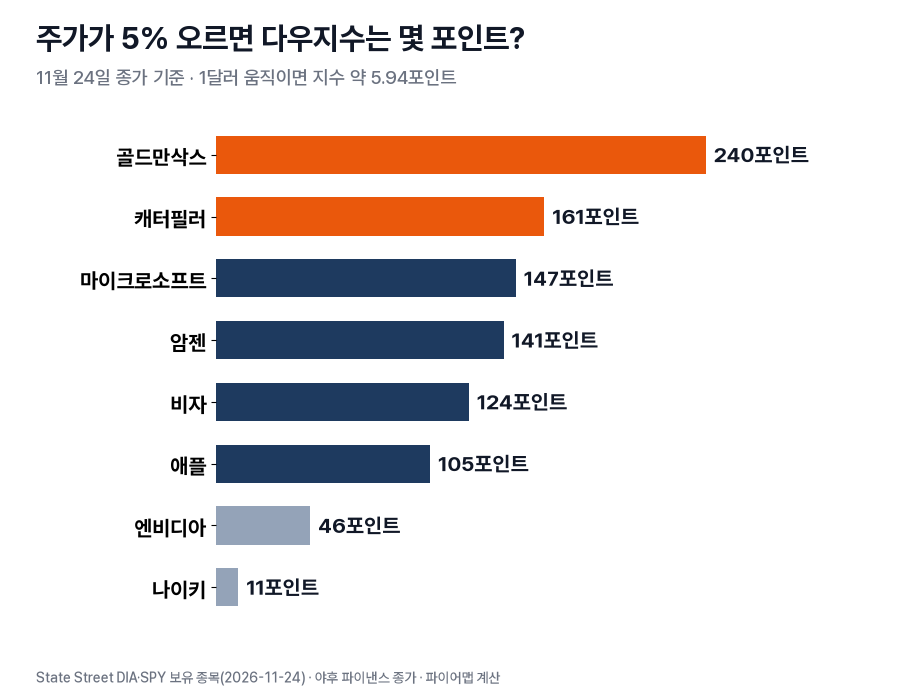 주가가 5% 오르면 다우지수는 몇 포인트?
11월 24일 종가 기준 · 1달러 움직이면 지수 약 5.94포인트
골드만삭스 240포인트
캐터필러 161포인트
마이크로소프트 147포인트
암젠 141포인트
비자 124포인트
애플 105포인트
엔비디아 46포인트
나이키 11포인트
State Street DIA·SPY 보유 종목(2026-11-24) · 야후 파이낸스 종가 · 파이어맵 계산